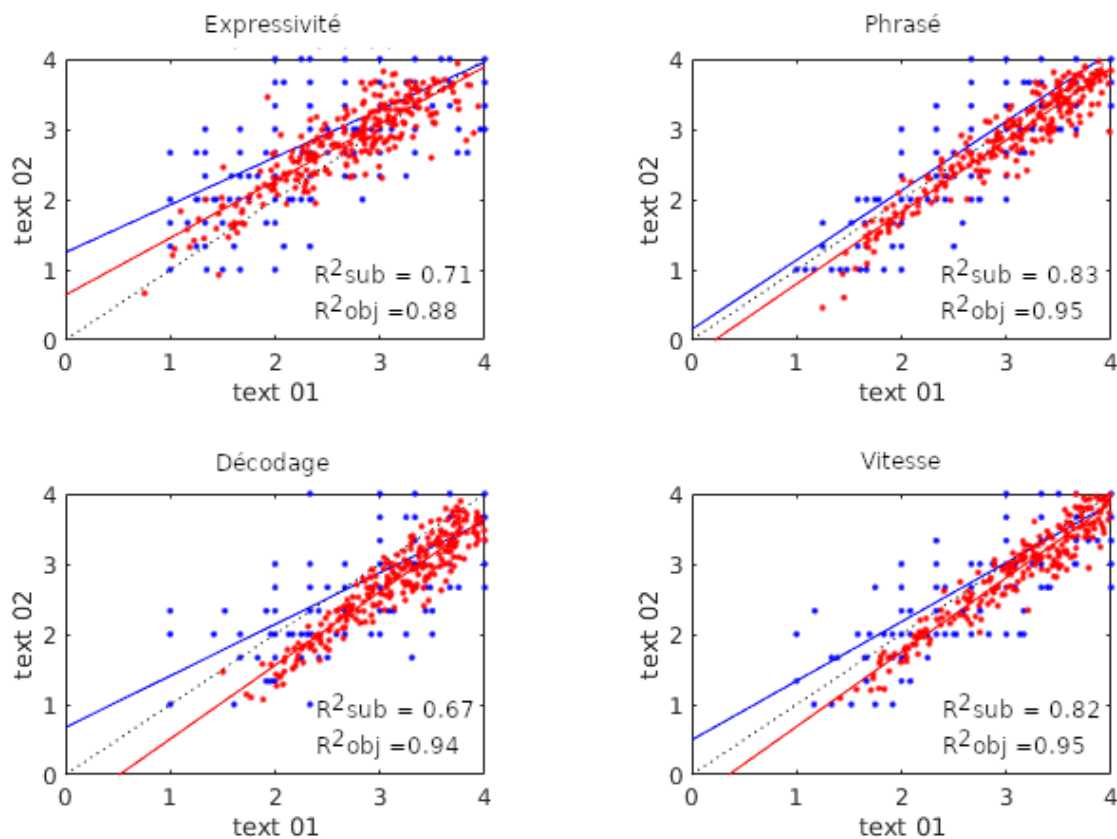 Expressivité
4
3
2
1
0
text 02
R²sub = 0.71
R²obj =0.88
0 1 2 3 4
text 01
Phrasé
4
3
2
1
0
text 02
R²sub = 0.83
R²obj =0.95
0 1 2 3 4
text 01
Décodage
4
3
2
1
0
text 02
R²sub = 0.67
R²obj =0.94
0 1 2 3 4
text 01
Vitesse
4
3
2
1
0
text 02
R²sub = 0.82
R²obj =0.95
0 1 2 3 4
text 01